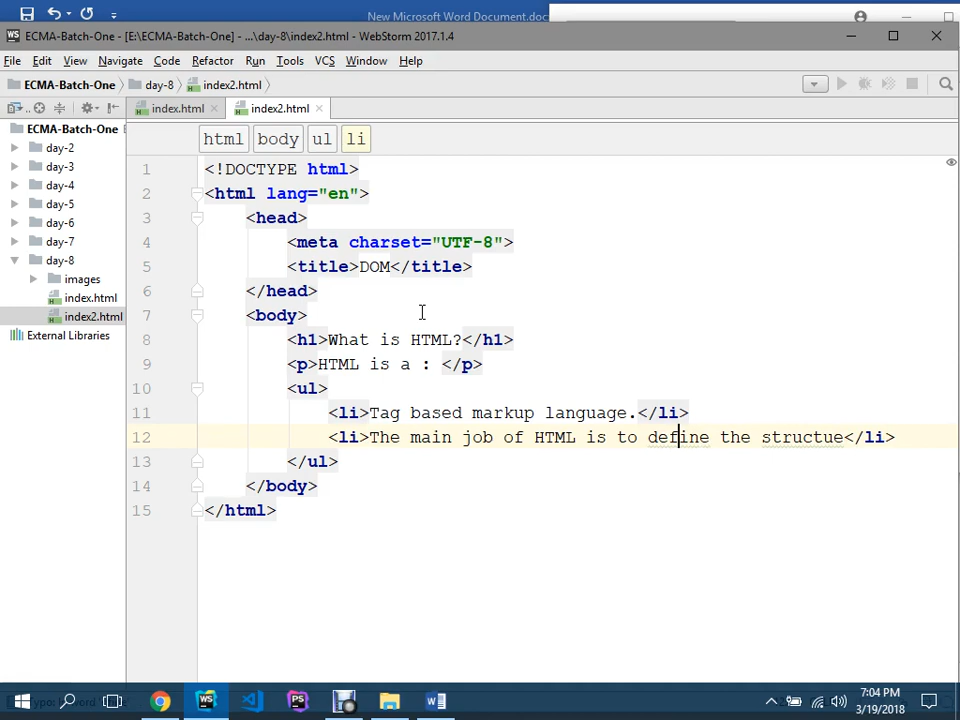 New Microsoft Word Document.doc
ECMA-Batch-One - [E:\ECMA-Batch-One] - ...\day-8\index2.html - WebStorm 2017.1.4
File Edit View Navigate Code Refactor Run Tools VCS Window Help
ECMA-Batch-One day-8 index2.html
index.html index2.html
ECMA-Batch-One
day-2
day-3
day-4
day-5
day-6
day-7
day-8
images
index.html
index2.html
External Libraries
html body ul li
1 <!DOCTYPE html>
2 <html lang="en">
3 <head>
4 <meta charset="UTF-8">
5 <title>DOM</title>
6 </head>
7 <body>
8 <h1>What is HTML?</h1>
9 <p>HTML is a : </p>
10 <ul>
11 <li>Tag based markup language.</li>
12 <li>The main job of HTML is to define the structue</li>
13 </ul>
14 </body>
15 </html>
7:04 PM
3/19/2018